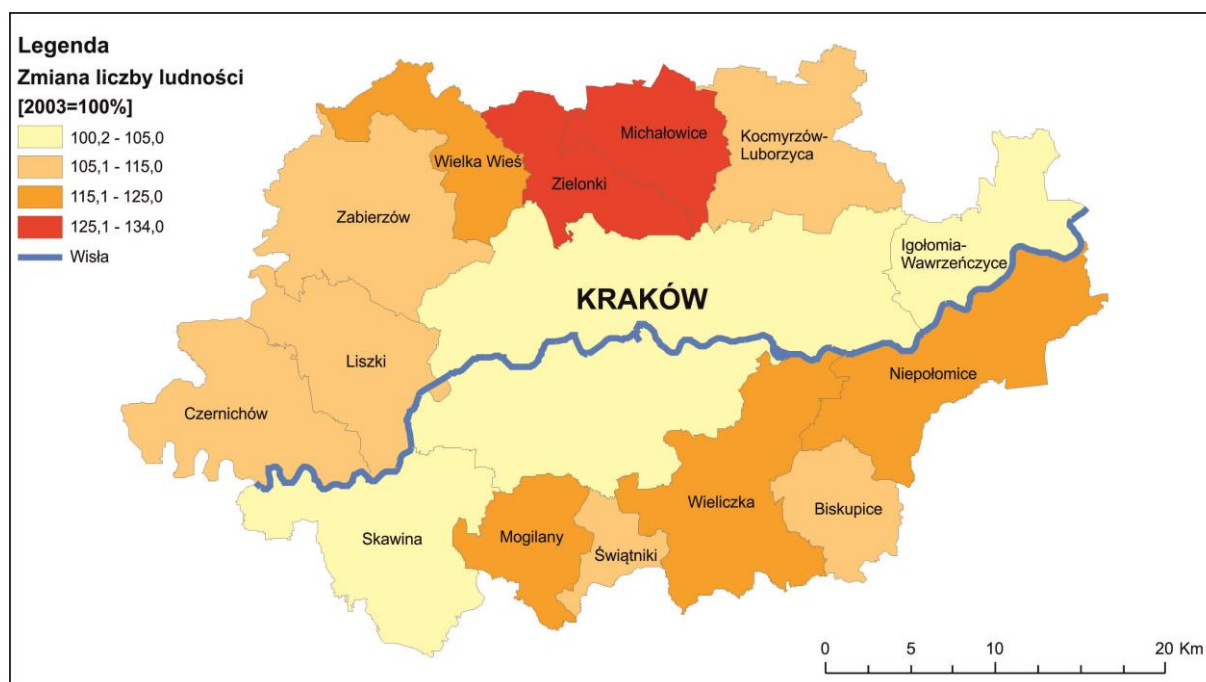 Legenda
Zmiana liczby ludności
[2003=100%]
100,2 - 105,0
105,1 - 115,0
115,1 - 125,0
125,1 - 134,0
Wisła
Michałowice
Kocmyrzów-
Luborzyca
Wielka Wieś
Zielonki
Zabierzów
Igołomia-
Wawrzeńczyce
KRAKÓW
Liszki
Niepołomice
Czernichów
Wieliczka
Biskupice
Skawina
Mogilany
Świątniki
0 5 10 20 Km